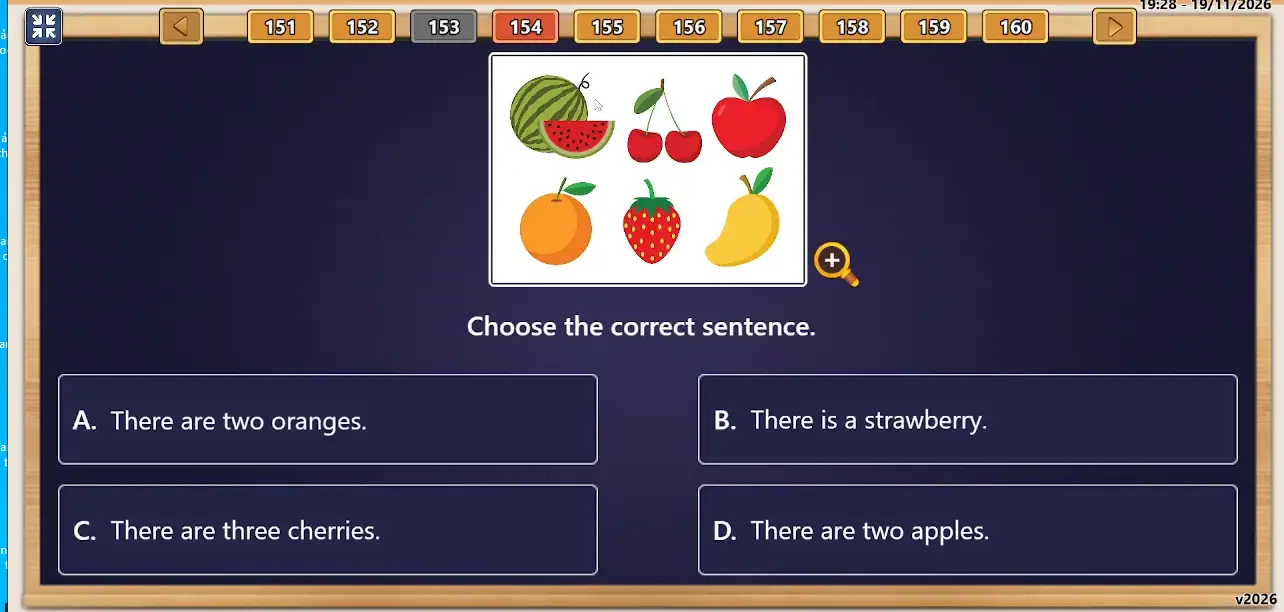 19:28 - 19/11/2026
151 152 153 154 155 156 157 158 159 160
Choose the correct sentence.
A. There are two oranges.
B. There is a strawberry.
C. There are three cherries.
D. There are two apples.
v2026